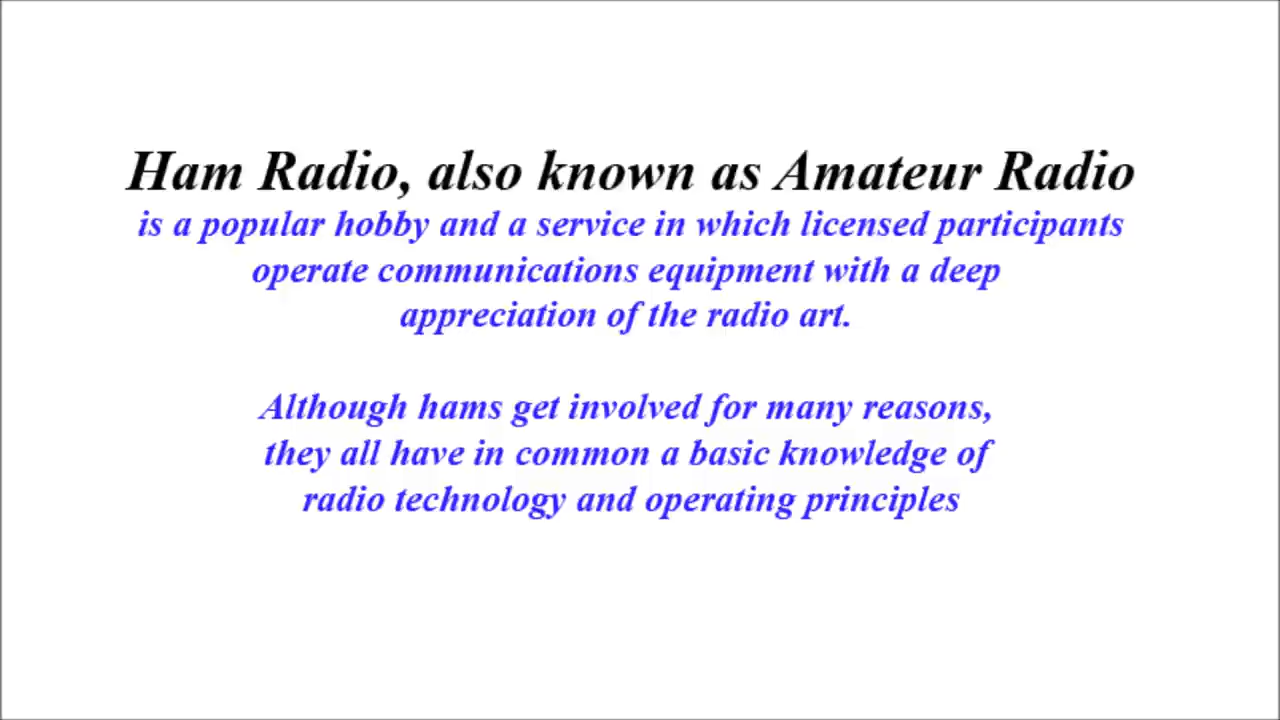 Ham Radio, also known as Amateur Radio
is a popular hobby and a service in which licensed participants
operate communications equipment with a deep
appreciation of the radio art.
Although hams get involved for many reasons,
they all have in common a basic knowledge of
radio technology and operating principles